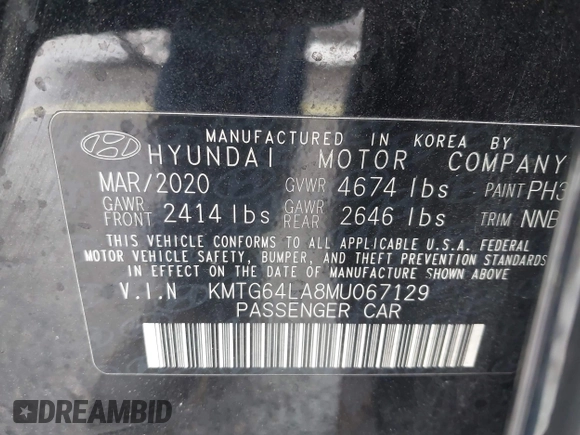 MANUFACTURED IN KOREA BY
HYUNDAI MOTOR COMPANY
MAR/2020 GVWR 4674 lbs PAINT
GAWR FRONT 2414 lbs GAWR REAR 2646 lbs TRIM NNB
THIS VEHICLE CONFORMS TO ALL APPLICABLE U.S.A. FEDERAL
MOTOR VEHICLE SAFETY, BUMPER, AND THEFT PREVENTION STANDARDS
IN EFFECT ON THE DATE OF MANUFACTURE SHOWN ABOVE
V.I.N KMTG64LA8MU067129
PASSENGER CAR
DREAMBID